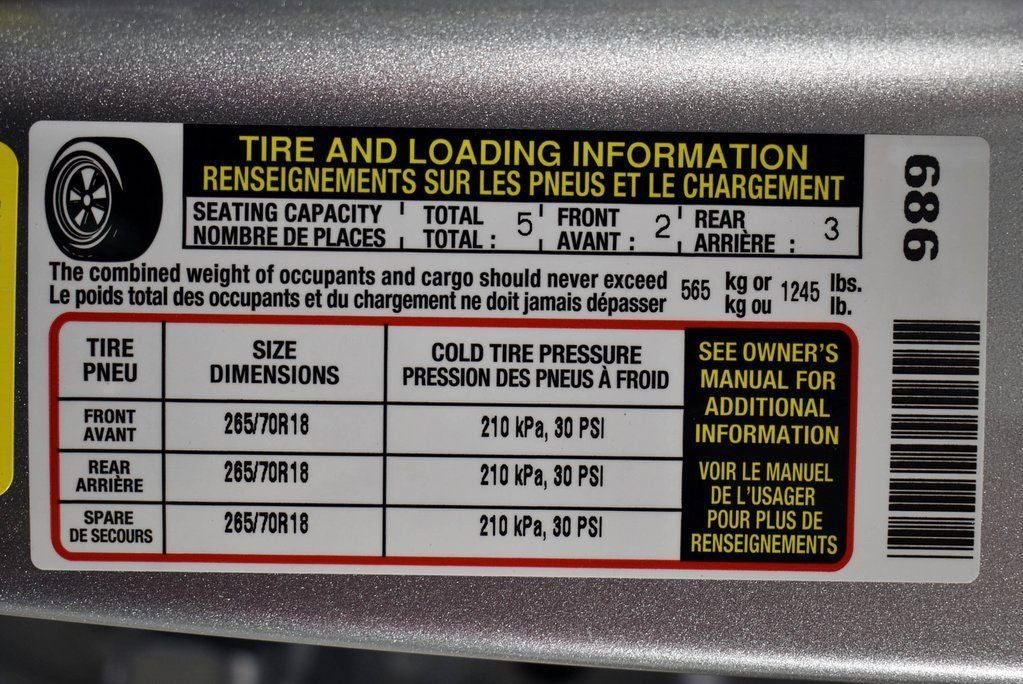 TIRE AND LOADING INFORMATION
RENSEIGNEMENTS SUR LES PNEUS ET LE CHARGEMENT
SEATING CAPACITY TOTAL 5 FRONT 2 REAR 3
NOMBRE DE PLACES TOTAL : AVANT : ARRIÈRE :
The combined weight of occupants and cargo should never exceed 565 kg or 1245 lbs.
Le poids total des occupants et du chargement ne doit jamais dépasser kg ou lb.
TIRE SIZE COLD TIRE PRESSURE
PNEU DIMENSIONS PRESSION DES PNEUS À FROID
FRONT
AVANT 265/70R18 210 kPa, 30 PSI
REAR
ARRIÈRE 265/70R18 210 kPa, 30 PSI
SPARE
DE SECOURS 265/70R18 210 kPa, 30 PSI
SEE OWNER'S
MANUAL FOR
ADDITIONAL
INFORMATION
VOIR LE MANUEL
DE L'USAGER
POUR PLUS DE
RENSEIGNEMENTS
686